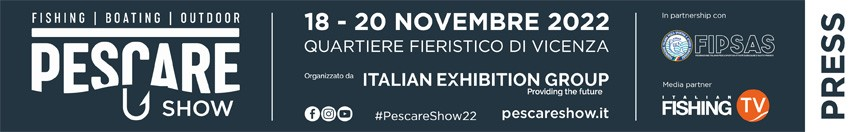 FISHING | BOATING | OUTDOOR
PESCARE
SHOW
18 - 20 NOVEMBRE 2022
QUARTIERE FIERISTICO DI VICENZA
Organizzato da
ITALIAN EXHIBITION GROUP
Providing the future
#PescareShow22
pescareshow.it
In partnership con
FIPSAS
Media partner
ITALIAN
FISHING TV
PRESS